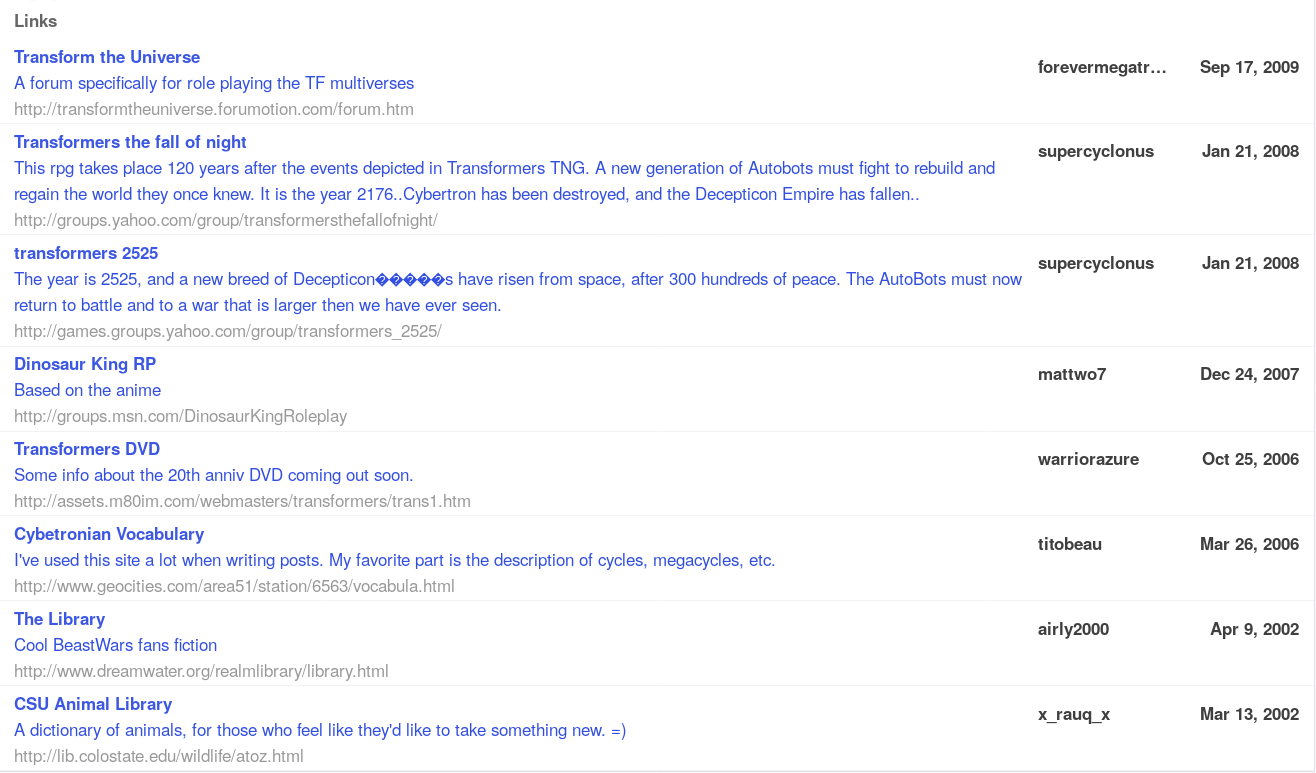 Links
Transform the Universe
A forum specifically for role playing the TF multiverses
http://transformtheuniverse.forumotion.com/forum.htm
forevermegatr…
Sep 17, 2009
Transformers the fall of night
This rpg takes place 120 years after the events depicted in Transformers TNG. A new generation of Autobots must fight to rebuild and
regain the world they once knew. It is the year 2176..Cybertron has been destroyed, and the Decepticon Empire has fallen..
http://groups.yahoo.com/group/transformersthefallofnight/
supercyclonus
Jan 21, 2008
transformers 2525
The year is 2525, and a new breed of Decepticon�����s have risen from space, after 300 hundreds of peace. The AutoBots must now
return to battle and to a war that is larger then we have ever seen.
http://games.groups.yahoo.com/group/transformers_2525/
supercyclonus
Jan 21, 2008
Dinosaur King RP
Based on the anime
http://groups.msn.com/DinosaurKingRoleplay
mattwo7
Dec 24, 2007
Transformers DVD
Some info about the 20th anniv DVD coming out soon.
http://assets.m80im.com/webmasters/transformers/trans1.htm
warriorazure
Oct 25, 2006
Cybetronian Vocabulary
I've used this site a lot when writing posts. My favorite part is the description of cycles, megacycles, etc.
http://www.geocities.com/area51/station/6563/vocabula.html
titobeau
Mar 26, 2006
The Library
Cool BeastWars fans fiction
http://www.dreamwater.org/realmlibrary/library.html
airly2000
Apr 9, 2002
CSU Animal Library
A dictionary of animals, for those who feel like they'd like to take something new. =)
http://lib.colostate.edu/wildlife/atoz.html
x_rauq_x
Mar 13, 2002